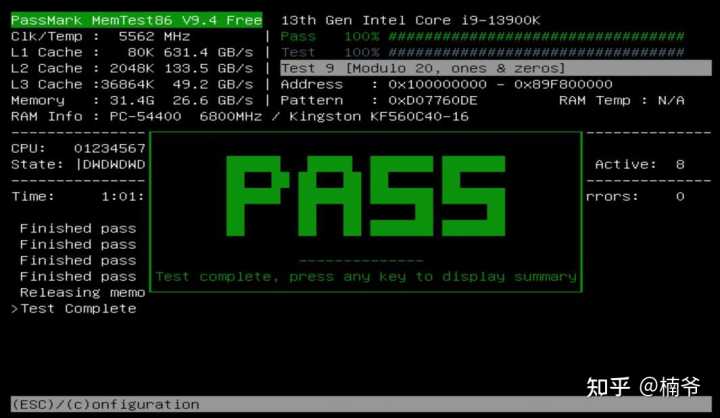 PassMark MemTest86 V9.4 Free 13th Gen Intel Core i9-13900K
Clk/Temp : 5562 MHz | Pass 100% ##################################
L1 Cache : 80K 631.4 GB/s | Test 100% ##################################
L2 Cache : 2048K 133.5 GB/s | Test 9 [Modulo 20, ones & zeros]
L3 Cache :36864K 49.2 GB/s | Address : 0x100000000 - 0x89F800000
Memory : 31.4G 26.6 GB/s | Pattern : 0xD07760DE RAM Temp : N/A
RAM Info : PC-54400 6800MHz / Kingston KF560C40-16
CPU: 01234567
State: |DWDWDWD Active: 8
Time: 1:01: rrors: 0
PASS
Finished pass
Finished pass
Finished pass
Finished pass
Test complete, press any key to display summary
Releasing memo
>Test Complete
知乎 @楠爷
(ESC)/(c)onfiguration